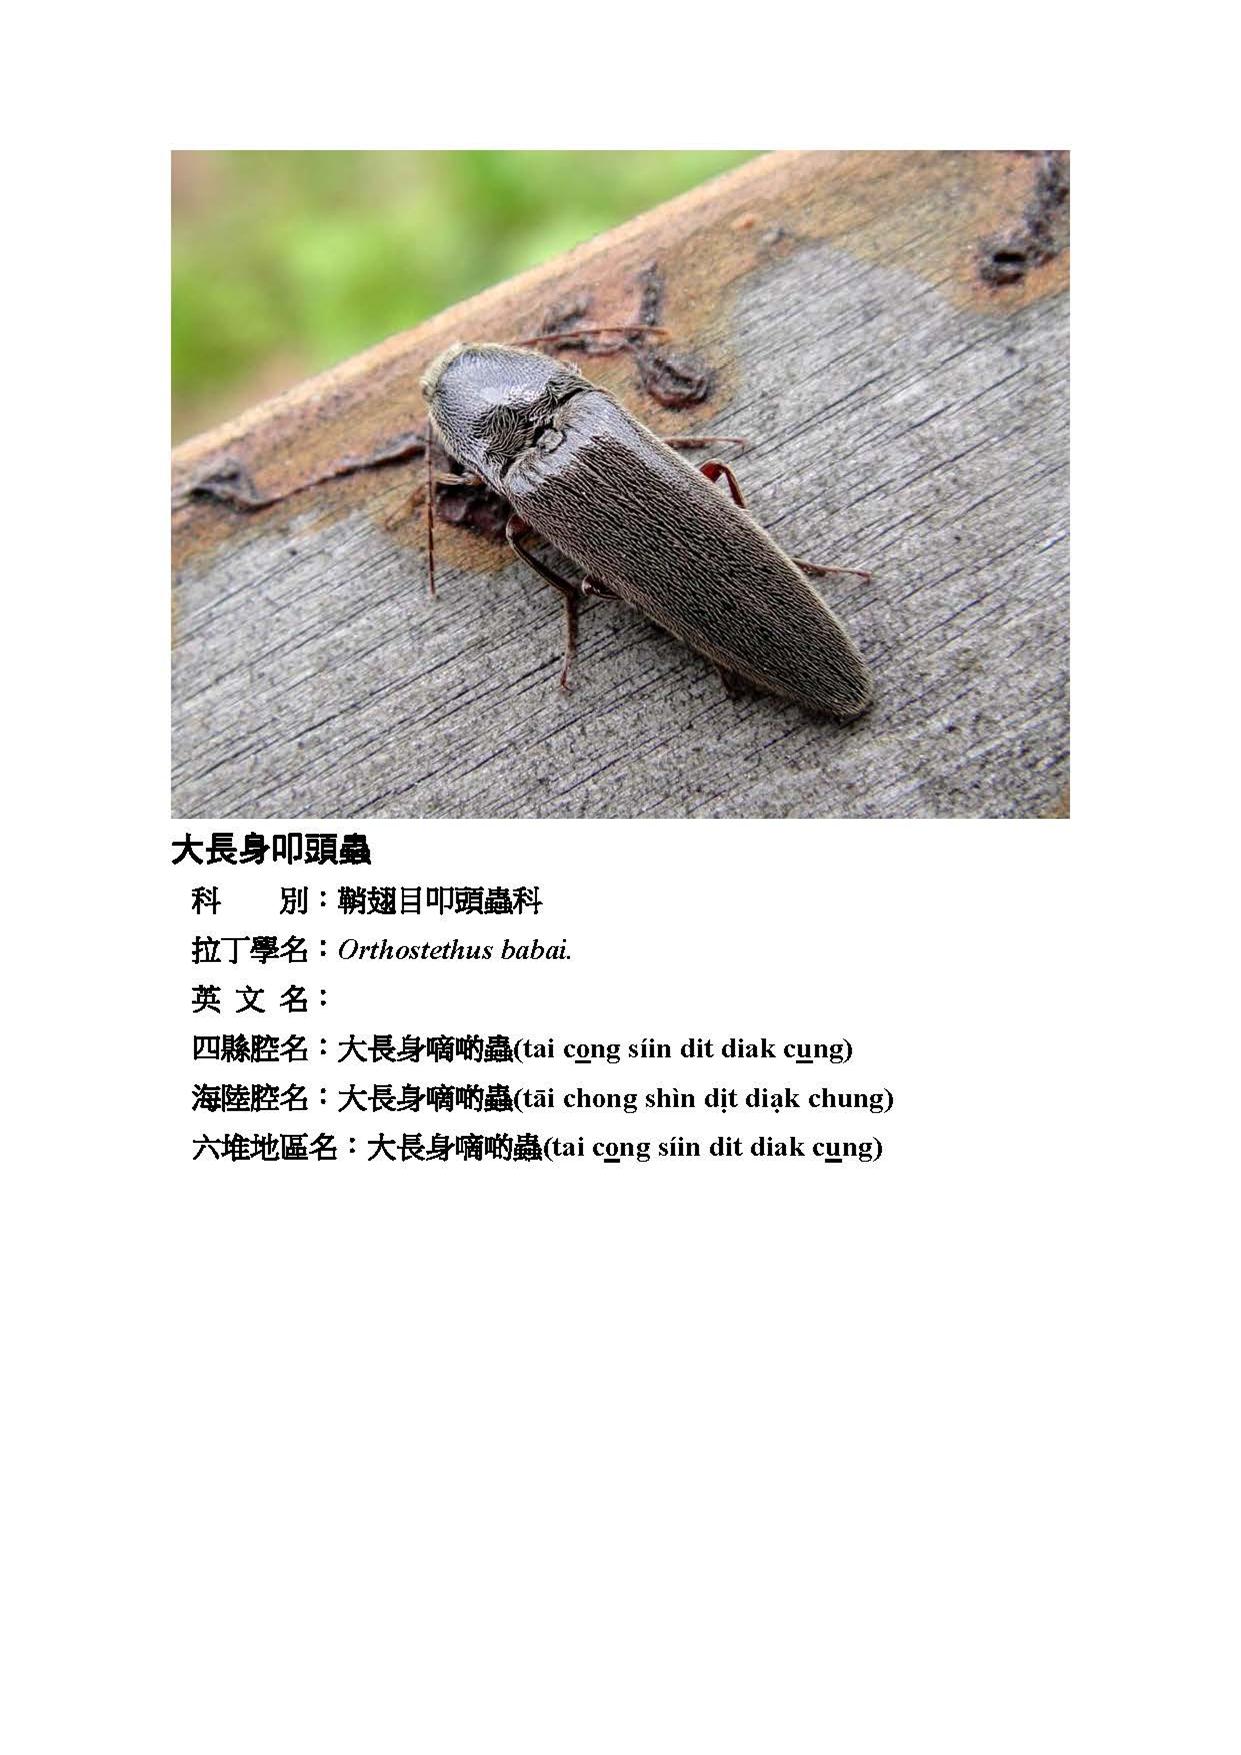 大長身叩頭蟲
科　　別：鞘翅目叩頭蟲科
拉丁學名：Orthostethus babai.
英 文 名：
四縣腔名：大長身嘀啲蟲(tai co̲ng síin dit diak cu̲ng)
海陸腔名：大長身嘀啲蟲(tāi chong shìn dịt diạk chung)
六堆地區名：大長身嘀啲蟲(tai co̲ng síin dit diak cu̲ng)